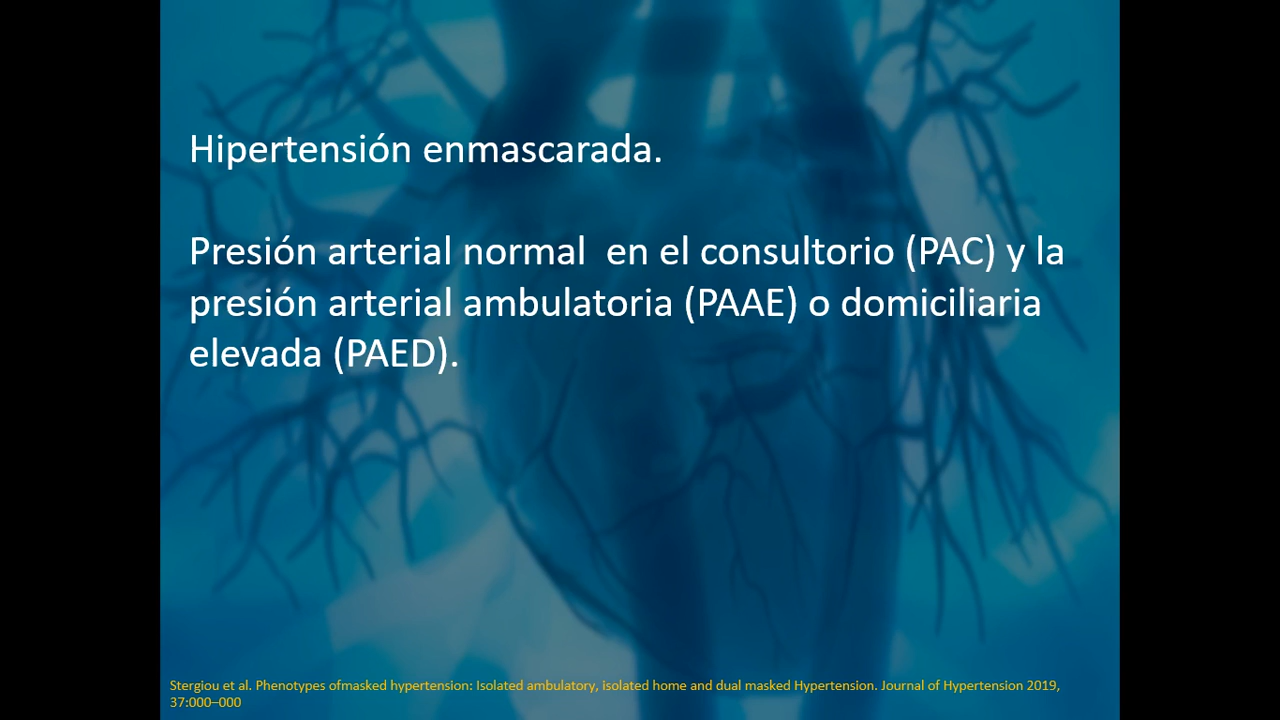 Hipertensión enmascarada.
Presión arterial normal  en el consultorio (PAC) y la
presión arterial ambulatoria (PAAE) o domiciliaria
elevada (PAED).
Stergiou et al. Phenotypes ofmasked hypertension: Isolated ambulatory, isolated home and dual masked Hypertension. Journal of Hypertension 2019,
37:000–000